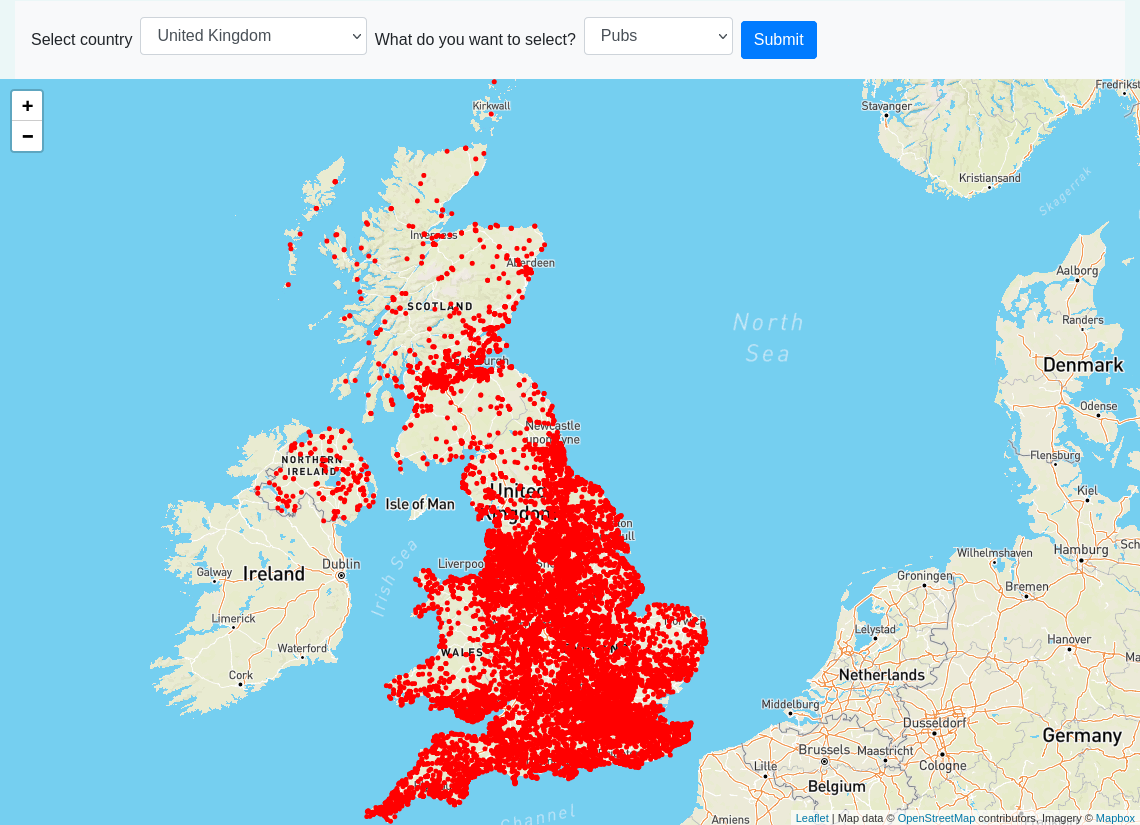 Select country United Kingdom What do you want to select? Pubs Submit
+
−
Kirkwall
Stavanger
Fredrikst
Kristiansand
Skagerrak
Inverness
Aberdeen
Aalborg
SCOTLAND
North
Sea
Randers
Denmark
Odense
Newcastle
upon Tyne
NORTHERN
IRELAND
Flensburg
Isle of Man
United
Kingdom
Kiel
Irish Sea
Dublin
Liverpoo
Galway
Ireland
Wilhelmshaven
Hamburg
Sch
Groningen
Bremen
Limerick
Norwich
Lelystad
Hanover
Waterford
WALES
Ma
Cork
Netherlands
Middelburg
Dusseldorf
Germany
Brussels
Maastricht
Cologne
Lille
Belgium
Channel
Amiens
Leaflet | Map data © OpenStreetMap contributors, Imagery © Mapbox